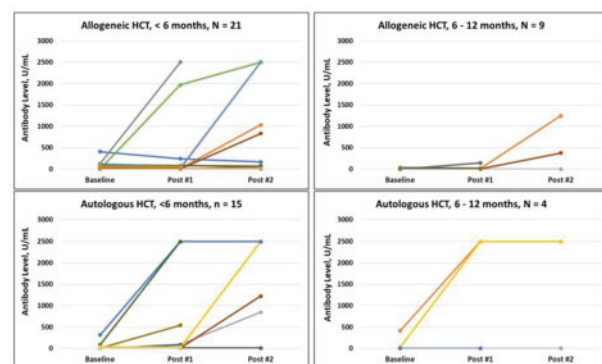 Allogeneic HCT, < 6 months, N = 21
Antibody Level, U/mL
3000
2500
2000
1500
1000
500
0
Baseline Post #1 Post #2
Allogeneic HCT, 6 - 12 months, N = 9
Antibody Level, U/mL
3000
2500
2000
1500
1000
500
0
Baseline Post #1 Post #2
Autologous HCT, <6 months, n = 15
Antibody Level, U/mL
3000
2500
2000
1500
1000
500
0
Baseline Post #1 Post #2
Autologous HCT, 6 - 12 months, N = 4
Antibody Level, U/mL
3000
2500
2000
1500
1000
500
0
Baseline Post #1 Post #2